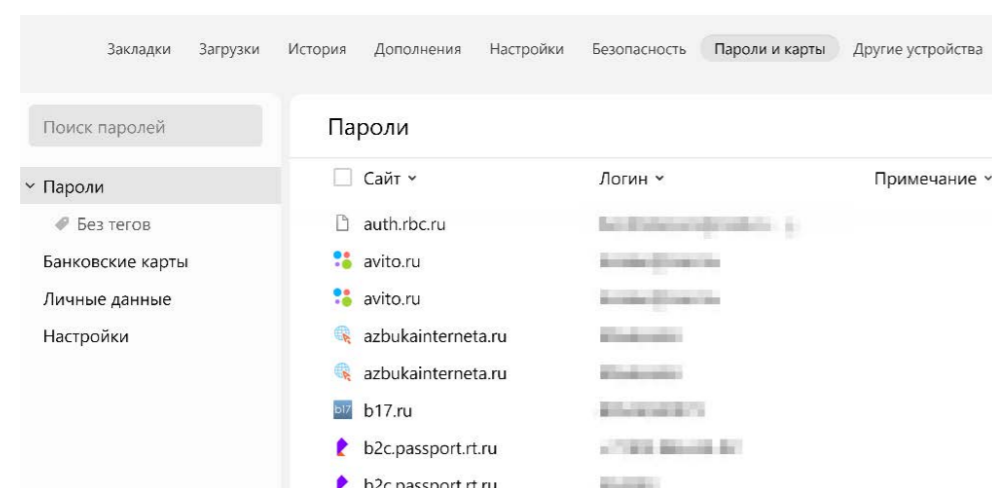 Закладки Загрузки История Дополнения Настройки Безопасность Пароли и карты Другие устройства
Поиск паролей
Пароли
Без тегов
Банковские карты
Личные данные
Настройки
Пароли
Сайт Логин Примечание
auth.rbc.ru
avito.ru
avito.ru
azbukainterneta.ru
azbukainterneta.ru
b17 b17.ru
b2c.passport.rt.ru
b2c.passport.rt.ru